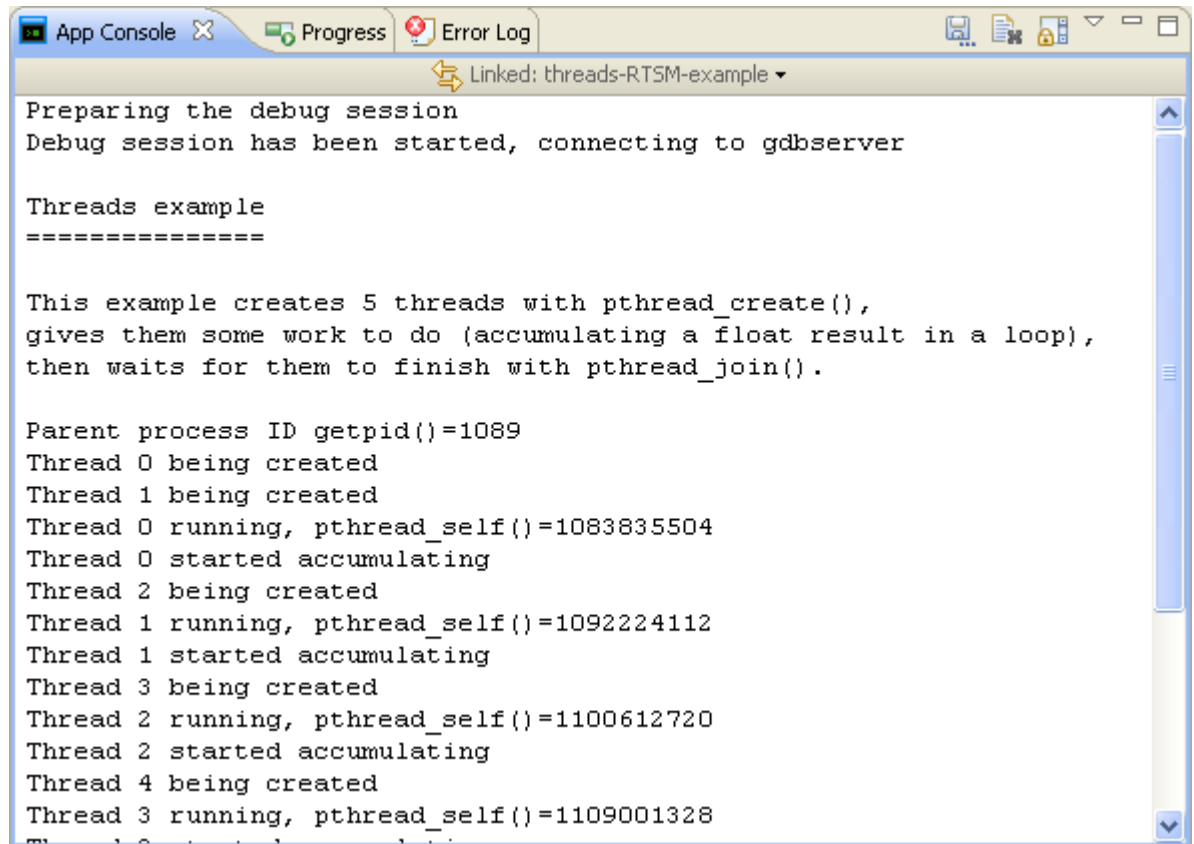 App Console Progress Error Log
Linked: threads-RTSM-example
Preparing the debug session
Debug session has been started, connecting to gdbserver
Threads example
===============
This example creates 5 threads with pthread_create(),
gives them some work to do (accumulating a float result in a loop),
then waits for them to finish with pthread_join().
Parent process ID getpid()=1089
Thread 0 being created
Thread 1 being created
Thread 0 running, pthread_self()=1083835504
Thread 0 started accumulating
Thread 2 being created
Thread 1 running, pthread_self()=1092224112
Thread 1 started accumulating
Thread 3 being created
Thread 2 running, pthread_self()=1100612720
Thread 2 started accumulating
Thread 4 being created
Thread 3 running, pthread_self()=1109001328